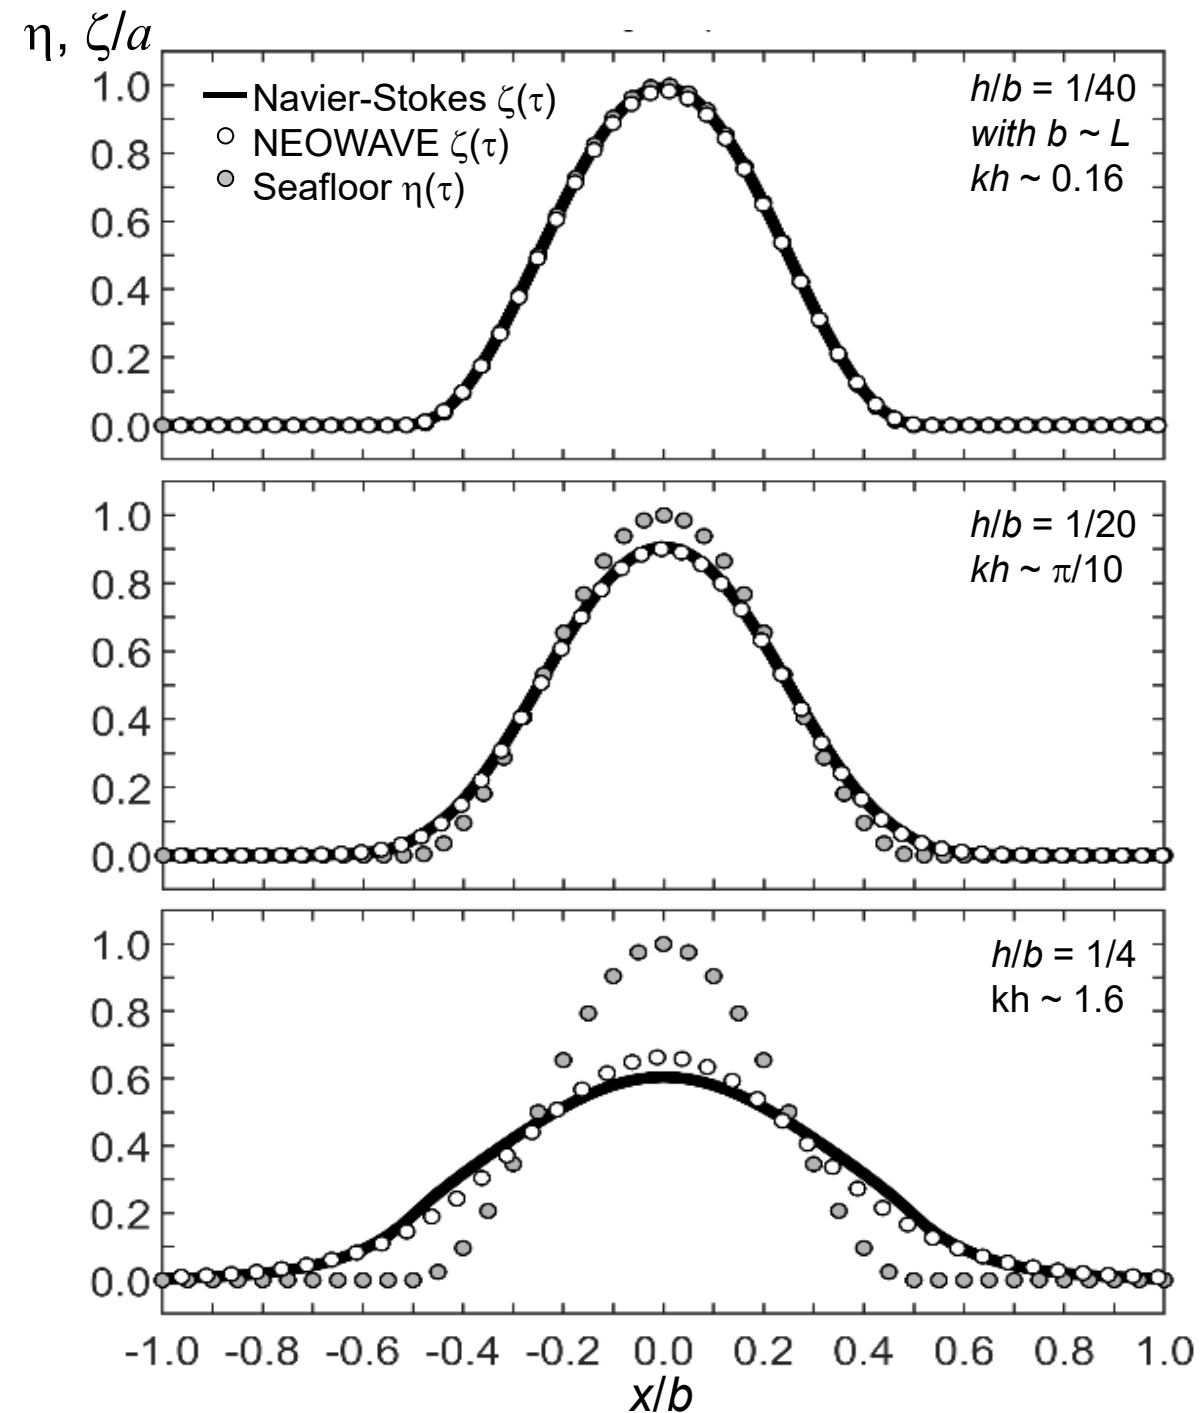 η, ζ/a
Navier-Stokes ζ(τ)
NEOWAVE ζ(τ)
Seafloor η(τ)
h/b = 1/40
with b ~ L
kh ~ 0.16
1.0
0.8
0.6
0.4
0.2
0.0
h/b = 1/20
kh ~ π/10
1.0
0.8
0.6
0.4
0.2
0.0
h/b = 1/4
kh ~ 1.6
1.0
0.8
0.6
0.4
0.2
0.0
-1.0 -0.8 -0.6 -0.4 -0.2 0.0 0.2 0.4 0.6 0.8 1.0
x/b